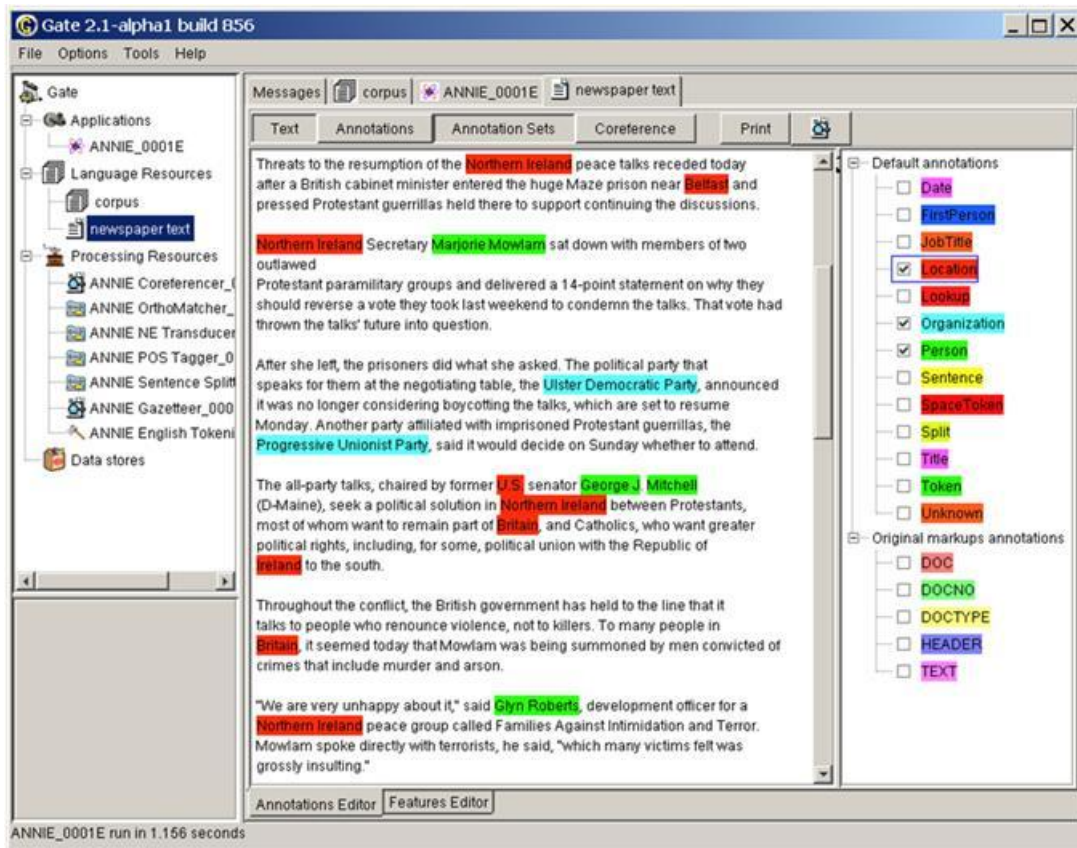 Gate 2.1-alpha1 build 856
File Options Tools Help
Gate
Applications
ANNIE_0001E
Language Resources
corpus
newspaper text
Processing Resources
ANNIE Coreferencer_0
ANNIE OrthoMatcher_
ANNIE NE Transducer
ANNIE POS Tagger_0
ANNIE Sentence Split
ANNIE Gazetteer_000
ANNIE English Tokeni
Data stores
Messages corpus ANNIE_0001E newspaper text
Text Annotations Annotation Sets Coreference Print
Threats to the resumption of the Northern Ireland peace talks receded today
after a British cabinet minister entered the huge Maze prison near Belfast and
pressed Protestant guerrillas held there to support continuing the discussions.
Northern Ireland Secretary Marjorie Mowlam sat down with members of two
outlawed
Protestant paramilitary groups and delivered a 14-point statement on why they
should reverse a vote they took last weekend to condemn the talks. That vote had
thrown the talks' future into question.
After she left, the prisoners did what she asked. The political party that
speaks for them at the negotiating table, the Ulster Democratic Party, announced
it was no longer considering boycotting the talks, which are set to resume
Monday. Another party affiliated with imprisoned Protestant guerrillas, the
Progressive Unionist Party, said it would decide on Sunday whether to attend.
The all-party talks, chaired by former U.S. senator George J. Mitchell
(D-Maine), seek a political solution in Northern Ireland between Protestants,
most of whom want to remain part of Britain, and Catholics, who want greater
political rights, including, for some, political union with the Republic of
Ireland to the south.
Throughout the conflict, the British government has held to the line that it
talks to people who renounce violence, not to killers. To many people in
Britain, it seemed today that Mowlam was being summoned by men convicted of
crimes that include murder and arson.
"We are very unhappy about it," said Glyn Roberts, development officer for a
Northern Ireland peace group called Families Against Intimidation and Terror.
Mowlam spoke directly with terrorists, he said, "which many victims felt was
grossly insulting."
Default annotations
Date
FirstPerson
JobTitle
Location
Lookup
Organization
Person
Sentence
SpaceToken
Split
Title
Token
Unknown
Original markups annotations
DOC
DOCNO
DOCTYPE
HEADER
TEXT
Annotations Editor Features Editor
ANNIE_0001E run in 1.156 seconds